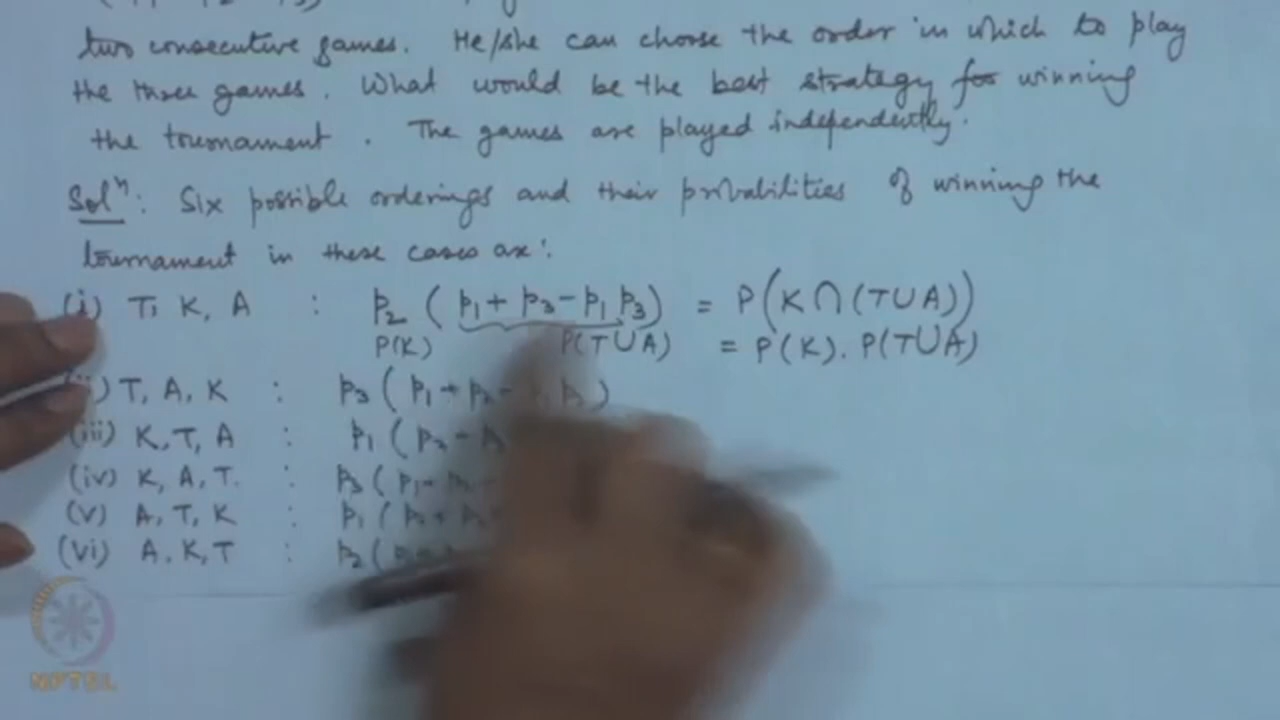 two consecutive games. He/she can choose the order in which to play
the three games. What would be the best strategy for winning
the tournament. The games are played independently.
Solⁿ: Six possible orderings and their probabilities of winning the
tournament in these cases are:
(i) T, K, A : p₂ (p₁ + p₃ - p₁ p₃) = P(K ∩ (T ∪ A))
P(K) P(T ∪ A) = P(K). P(T ∪ A)
T, A, K : p₃ (p₁ +
(iii) K, T, A : p₁ (
(iv) K, A, T. : p₃ (p₁
(v) A, T, K : p₁ (
(vi) A. K, T : p₂ (
NPTEL